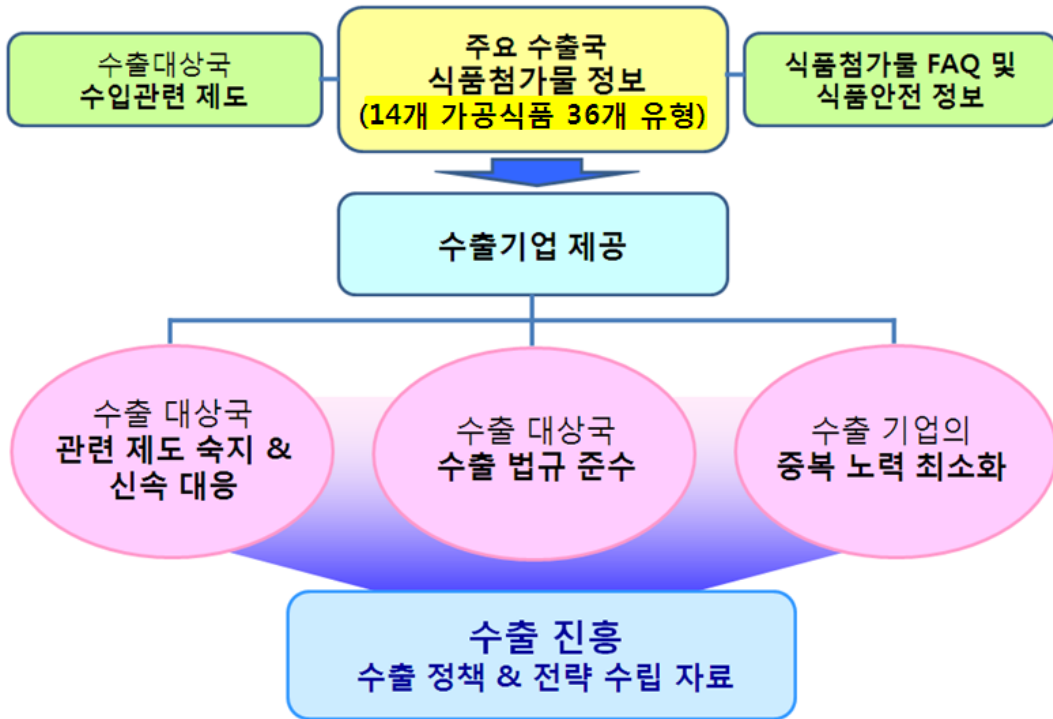 수출대상국
수입관련 제도
주요 수출국
식품첨가물 정보
(14개 가공식품 36개 유형)
식품첨가물 FAQ 및
식품안전 정보
수출기업 제공
수출 대상국
관련 제도 숙지 &
신속 대응
수출 대상국
수출 법규 준수
수출 기업의
중복 노력 최소화
수출 진흥
수출 정책 & 전략 수립 자료